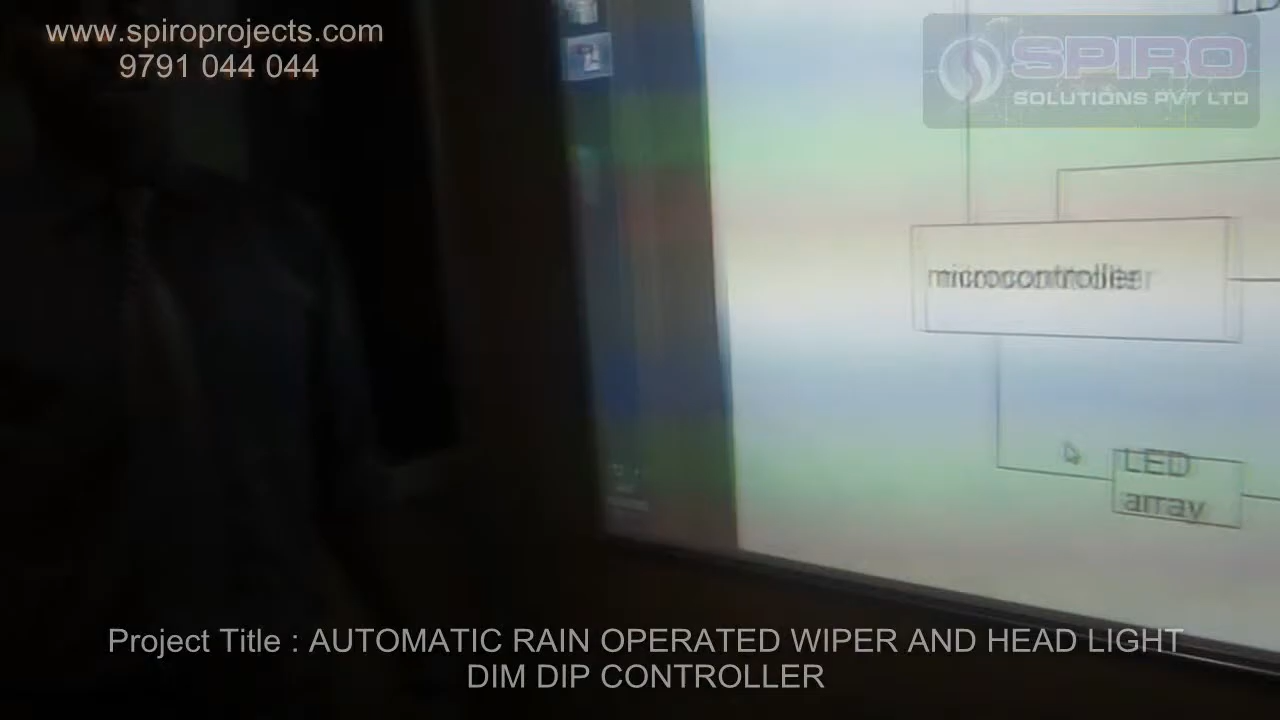 www.spiroprojects.com
9791 044 044
SPIRO
SOLUTIONS PVT LTD
microcontroller
LED
array
Project Title : AUTOMATIC RAIN OPERATED WIPER AND HEAD LIGHT
DIM DIP CONTROLLER